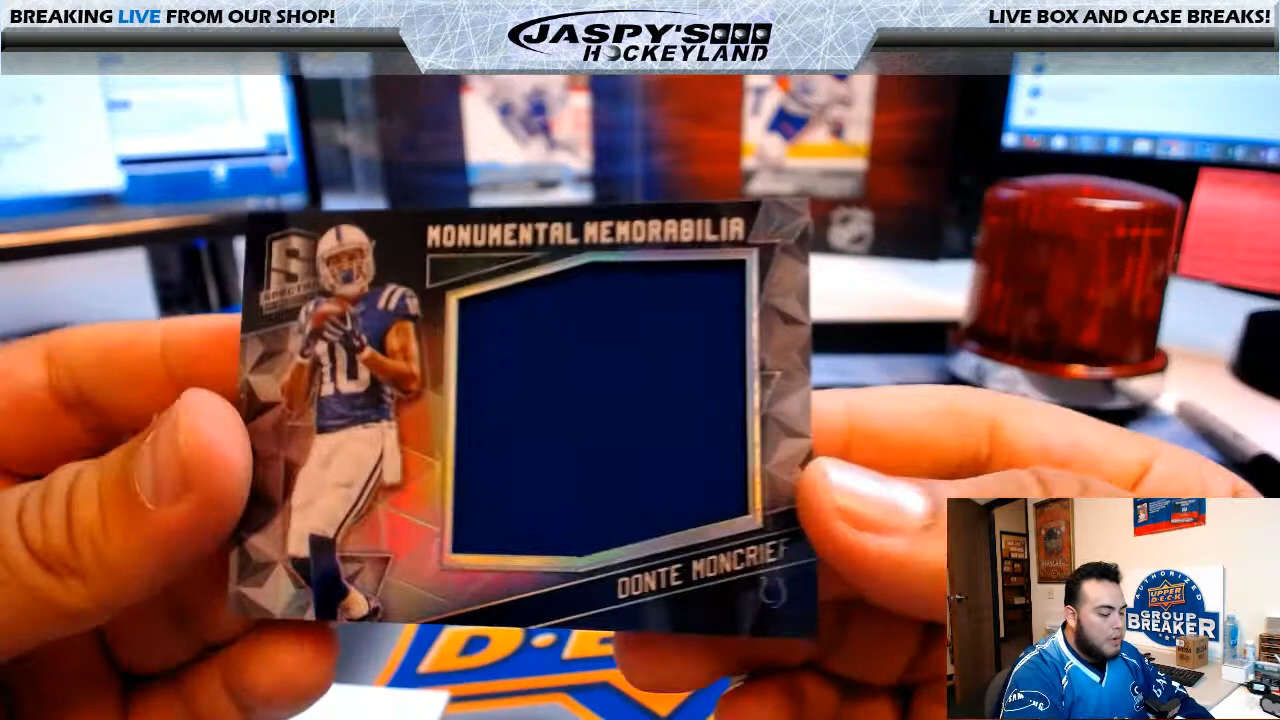 BREAKING LIVE FROM OUR SHOP!
JASPY'S
HOCKEYLAND
LIVE BOX AND CASE BREAKS!
MONUMENTAL MEMORABILIA
S
10
DONTE MONCRIEF
AUTHORIZED
UPPER DECK
GROUP
BREAKER